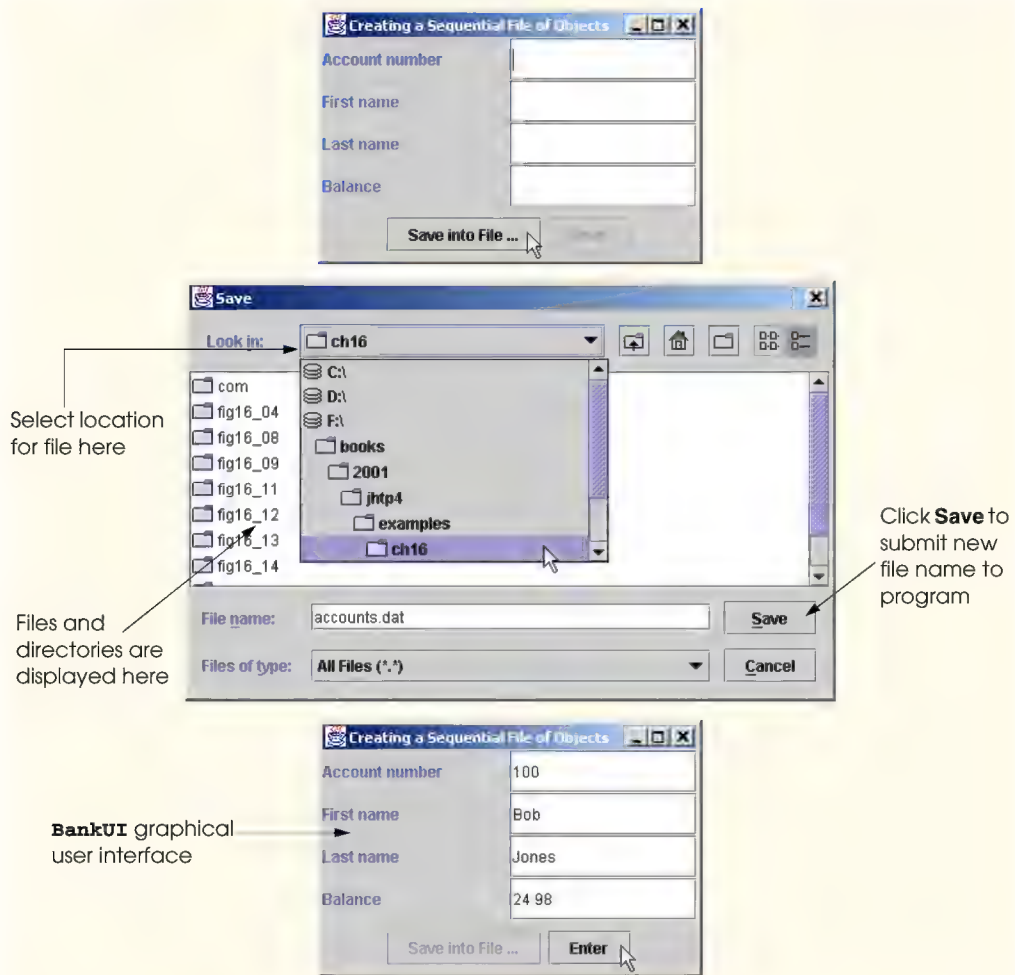 Creating a Sequential File of Objects
Account number
First name
Last name
Balance
Save into File ...
Save
Look in:
ch16
C:\
D:\
F:\
books
2001
jhtp4
examples
ch16
com
fig16_04
fig16_08
fig16_09
fig16_11
fig16_12
fig16_13
fig16_14
Select location
for file here
Files and
directories are
displayed here
Click Save to
submit new
file name to
program
File name:
accounts.dat
Save
Files of type:
All Files (*.*)
Cancel
Creating a Sequential File of Objects
Account number
100
First name
Bob
Last name
Jones
Balance
24 98
BankUI graphical
user interface
Save into File ...
Enter